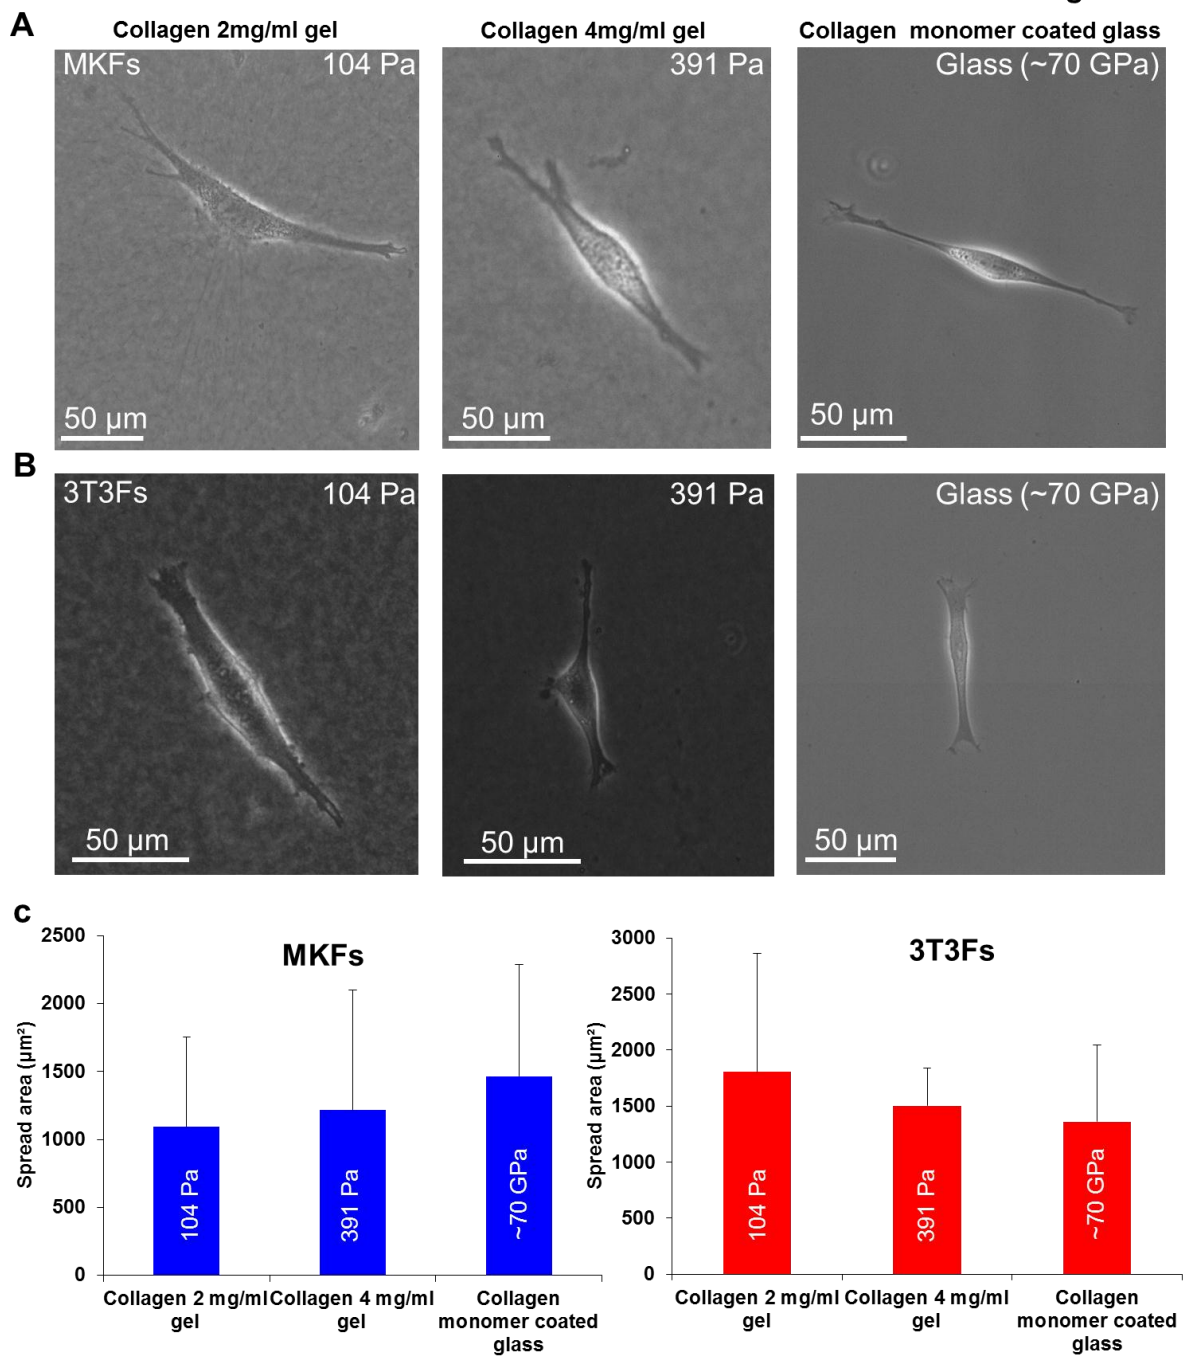 A
Collagen 2mg/ml gel
Collagen 4mg/ml gel
Collagen monomer coated glass
MKFs 104 Pa
391 Pa
Glass (~70 GPa)
50 µm
50 µm
50 µm
B
3T3Fs 104 Pa
391 Pa
Glass (~70 GPa)
50 µm
50 µm
50 µm
c
MKFs
Spread area (µm²)
2500
2000
1500
1000
500
0
104 Pa
391 Pa
~70 GPa
Collagen 2 mg/ml
gel
Collagen 4 mg/ml
gel
Collagen
monomer coated
glass
3T3Fs
Spread area (µm²)
3000
2500
2000
1500
1000
500
0
104 Pa
391 Pa
~70 GPa
Collagen 2 mg/ml
gel
Collagen 4 mg/ml
gel
Collagen
monomer coated
glass